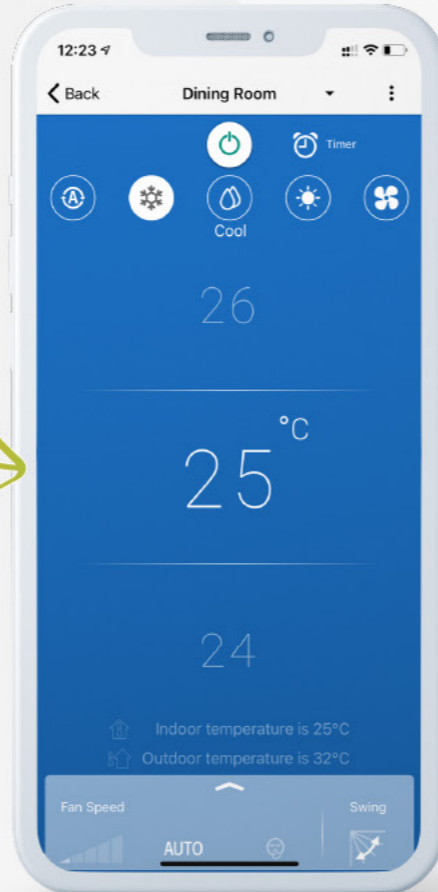 12:23
Back Dining Room
Timer
A
Cool
26
25 °C
24
Indoor temperature is 25°C
Outdoor temperature is 32°C
Fan Speed Swing
AUTO